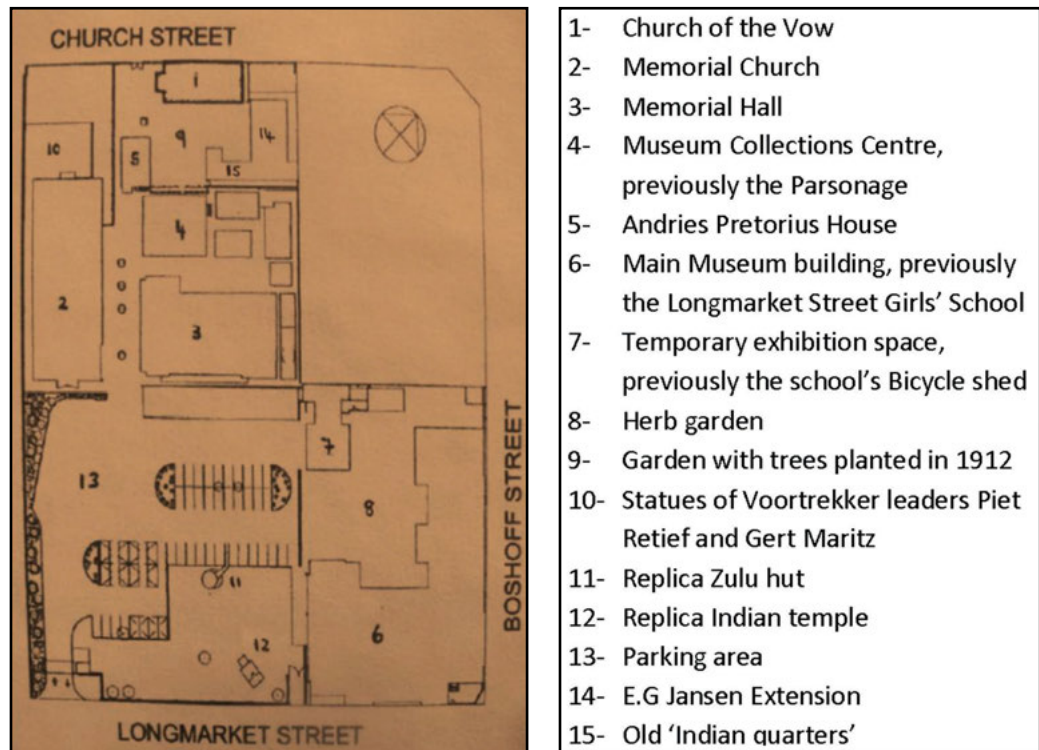 CHURCH STREET
1
14
9
10
5
15
4
2
3
7
13
8
11
12
6
BOSHOFF STREET
LONGMARKET STREET
1- Church of the Vow
2- Memorial Church
3- Memorial Hall
4- Museum Collections Centre,
previously the Parsonage
5- Andries Pretorius House
6- Main Museum building, previously
the Longmarket Street Girls’ School
7- Temporary exhibition space,
previously the school’s Bicycle shed
8- Herb garden
9- Garden with trees planted in 1912
10- Statues of Voortrekker leaders Piet
Retief and Gert Maritz
11- Replica Zulu hut
12- Replica Indian temple
13- Parking area
14- E.G Jansen Extension
15- Old ‘Indian quarters’